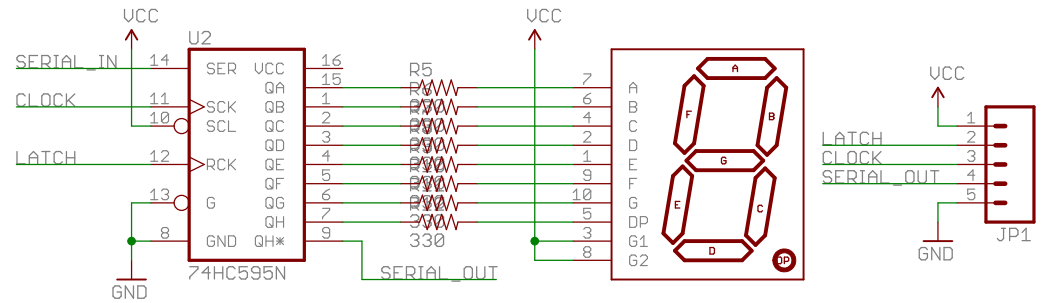 VCC
U2
SERIAL_IN 14 SER VCC 16
CLOCK 11 SCK QA 15
10 SCL QB 1
QC 2
QD 3
LATCH 12 RCK QE 4
QF 5
13 G QG 6
QH 7
8 GND QH* 9
74HC595N
GND
SERIAL_OUT
R5
330
330
VCC
7 A
6 B
4 C
2 D
1 E
9 F
10 G
5 DP
3 G1
8 G2
A
F
B
G
E
C
D
DP
VCC
1
LATCH 2
CLOCK 3
SERIAL_OUT 4
5
GND
JP1